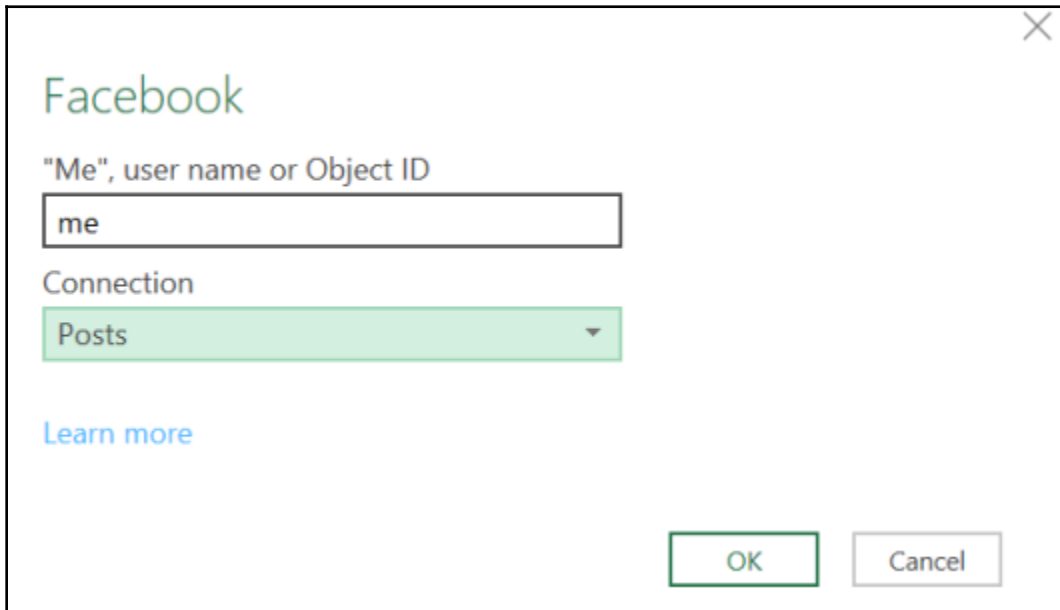 Facebook
"Me", user name or Object ID
me
Connection
Posts
Learn more
OK Cancel